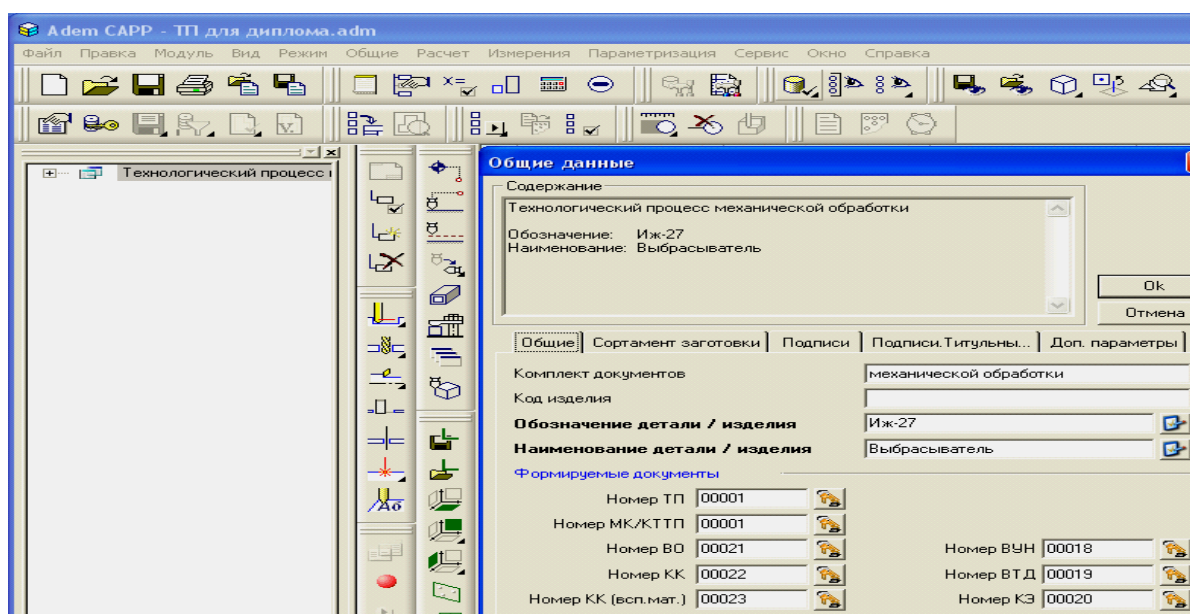 Adem CAPP - ТП для диплома.adm
Файл Правка Модуль Вид Режим Общие Расчет Измерения Параметризация Сервис Окно Справка
Технологический процесс
Общие данные
Содержание
Технологический процесс механической обработки
Обозначение: Иж-27
Наименование: Выбрасыватель
Ok
Отмена
Общие Сортамент заготовки Подписи Подписи.Титульны... Доп. параметры
Комплект документов механической обработки
Код изделия
Обозначение детали / изделия Иж-27
Наименование детали / изделия Выбрасыватель
Формируемые документы
Номер ТП 00001
Номер МК/КТТП 00001
Номер ВО 00021 Номер ВУН 00018
Номер КК 00022 Номер ВТД 00019
Номер КК (всп.мат.) 00023 Номер КЭ 00020